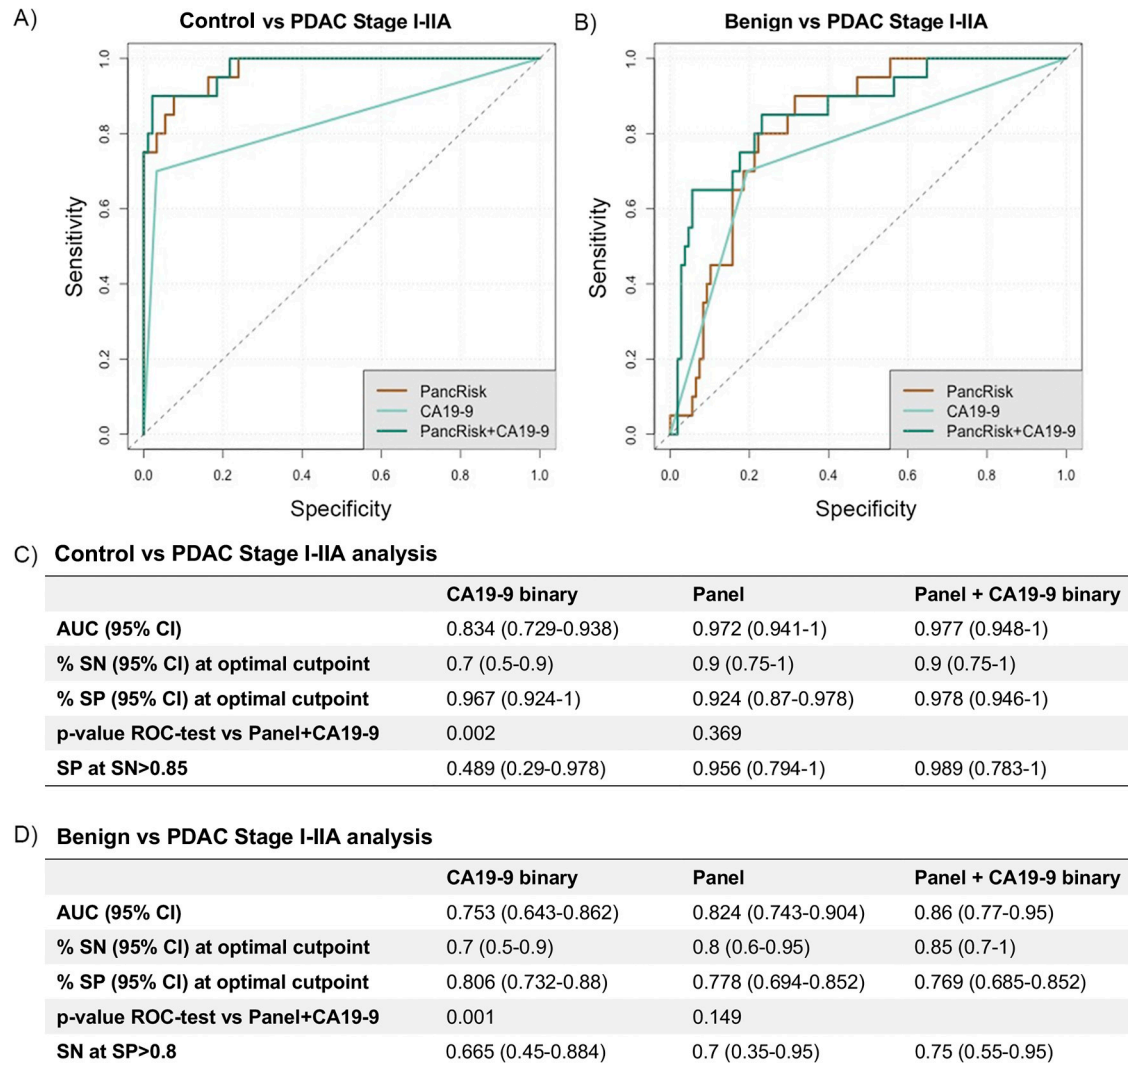 A) Control vs PDAC Stage I-IIA
B) Benign vs PDAC Stage I-IIA
Sensitivity
1.0
0.8
0.6
0.4
0.2
0.0
PancRisk
CA19-9
PancRisk+CA19-9
0.0 0.2 0.4 0.6 0.8 1.0
Specificity
Sensitivity
1.0
0.8
0.6
0.4
0.2
0.0
PancRisk
CA19-9
PancRisk+CA19-9
0.0 0.2 0.4 0.6 0.8 1.0
Specificity
C) Control vs PDAC Stage I-IIA analysis
CA19-9 binary Panel Panel + CA19-9 binary
AUC (95% CI) 0.834 (0.729-0.938) 0.972 (0.941-1) 0.977 (0.948-1)
% SN (95% CI) at optimal cutpoint 0.7 (0.5-0.9) 0.9 (0.75-1) 0.9 (0.75-1)
% SP (95% CI) at optimal cutpoint 0.967 (0.924-1) 0.924 (0.87-0.978) 0.978 (0.946-1)
p-value ROC-test vs Panel+CA19-9 0.002 0.369
SP at SN>0.85 0.489 (0.29-0.978) 0.956 (0.794-1) 0.989 (0.783-1)
D) Benign vs PDAC Stage I-IIA analysis
CA19-9 binary Panel Panel + CA19-9 binary
AUC (95% CI) 0.753 (0.643-0.862) 0.824 (0.743-0.904) 0.86 (0.77-0.95)
% SN (95% CI) at optimal cutpoint 0.7 (0.5-0.9) 0.8 (0.6-0.95) 0.85 (0.7-1)
% SP (95% CI) at optimal cutpoint 0.806 (0.732-0.88) 0.778 (0.694-0.852) 0.769 (0.685-0.852)
p-value ROC-test vs Panel+CA19-9 0.001 0.149
SN at SP>0.8 0.665 (0.45-0.884) 0.7 (0.35-0.95) 0.75 (0.55-0.95)